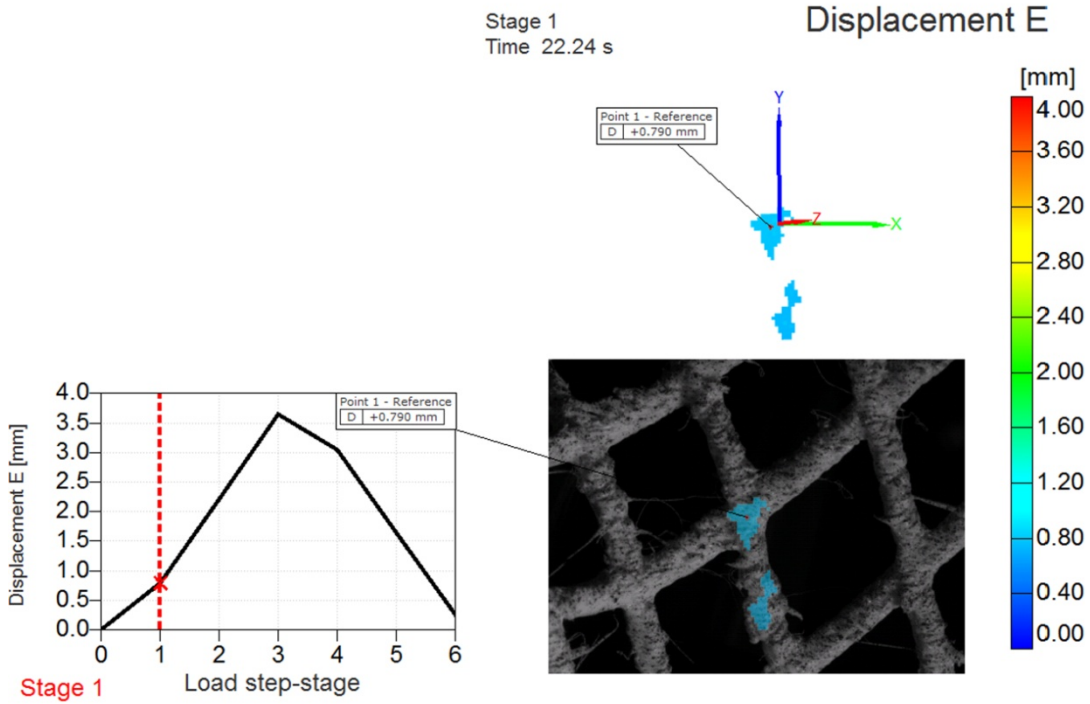 Stage 1
Time 22.24 s
Displacement E
[mm]
Y
Point 1 - Reference
D +0.790 mm
Z
X
4.00
3.60
3.20
2.80
2.40
2.00
1.60
1.20
0.80
0.40
0.00
Displacement E [mm]
4.0
3.5
3.0
2.5
2.0
1.5
1.0
0.5
0.0
Point 1 - Reference
D +0.790 mm
0 1 2 3 4 5 6
Stage 1
Load step-stage